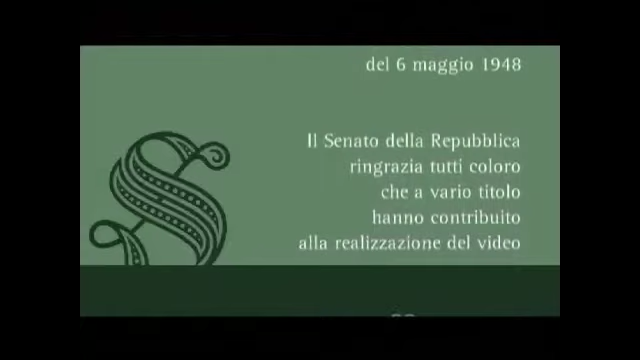 del 6 maggio 1948
Il Senato della Repubblica
ringrazia tutti coloro
che a vario titolo
hanno contribuito
alla realizzazione del video